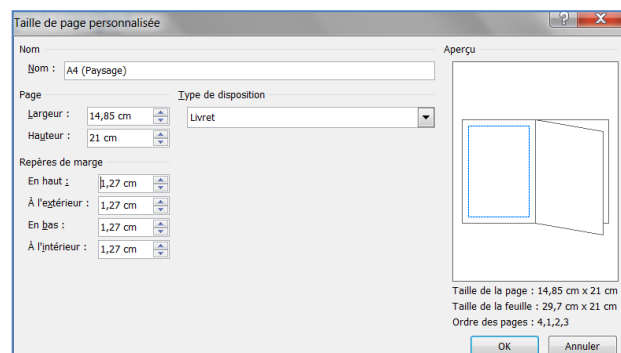 Taille de page personnalisée
Nom
Nom : A4 (Paysage)
Page
Largeur : 14,85 cm
Hauteur : 21 cm
Type de disposition
Livret
Repères de marge
En haut : 1,27 cm
À l'extérieur : 1,27 cm
En bas : 1,27 cm
À l'intérieur : 1,27 cm
Aperçu
Taille de la page : 14,85 cm x 21 cm
Taille de la feuille : 29,7 cm x 21 cm
Ordre des pages : 4,1,2,3
OK Annuler